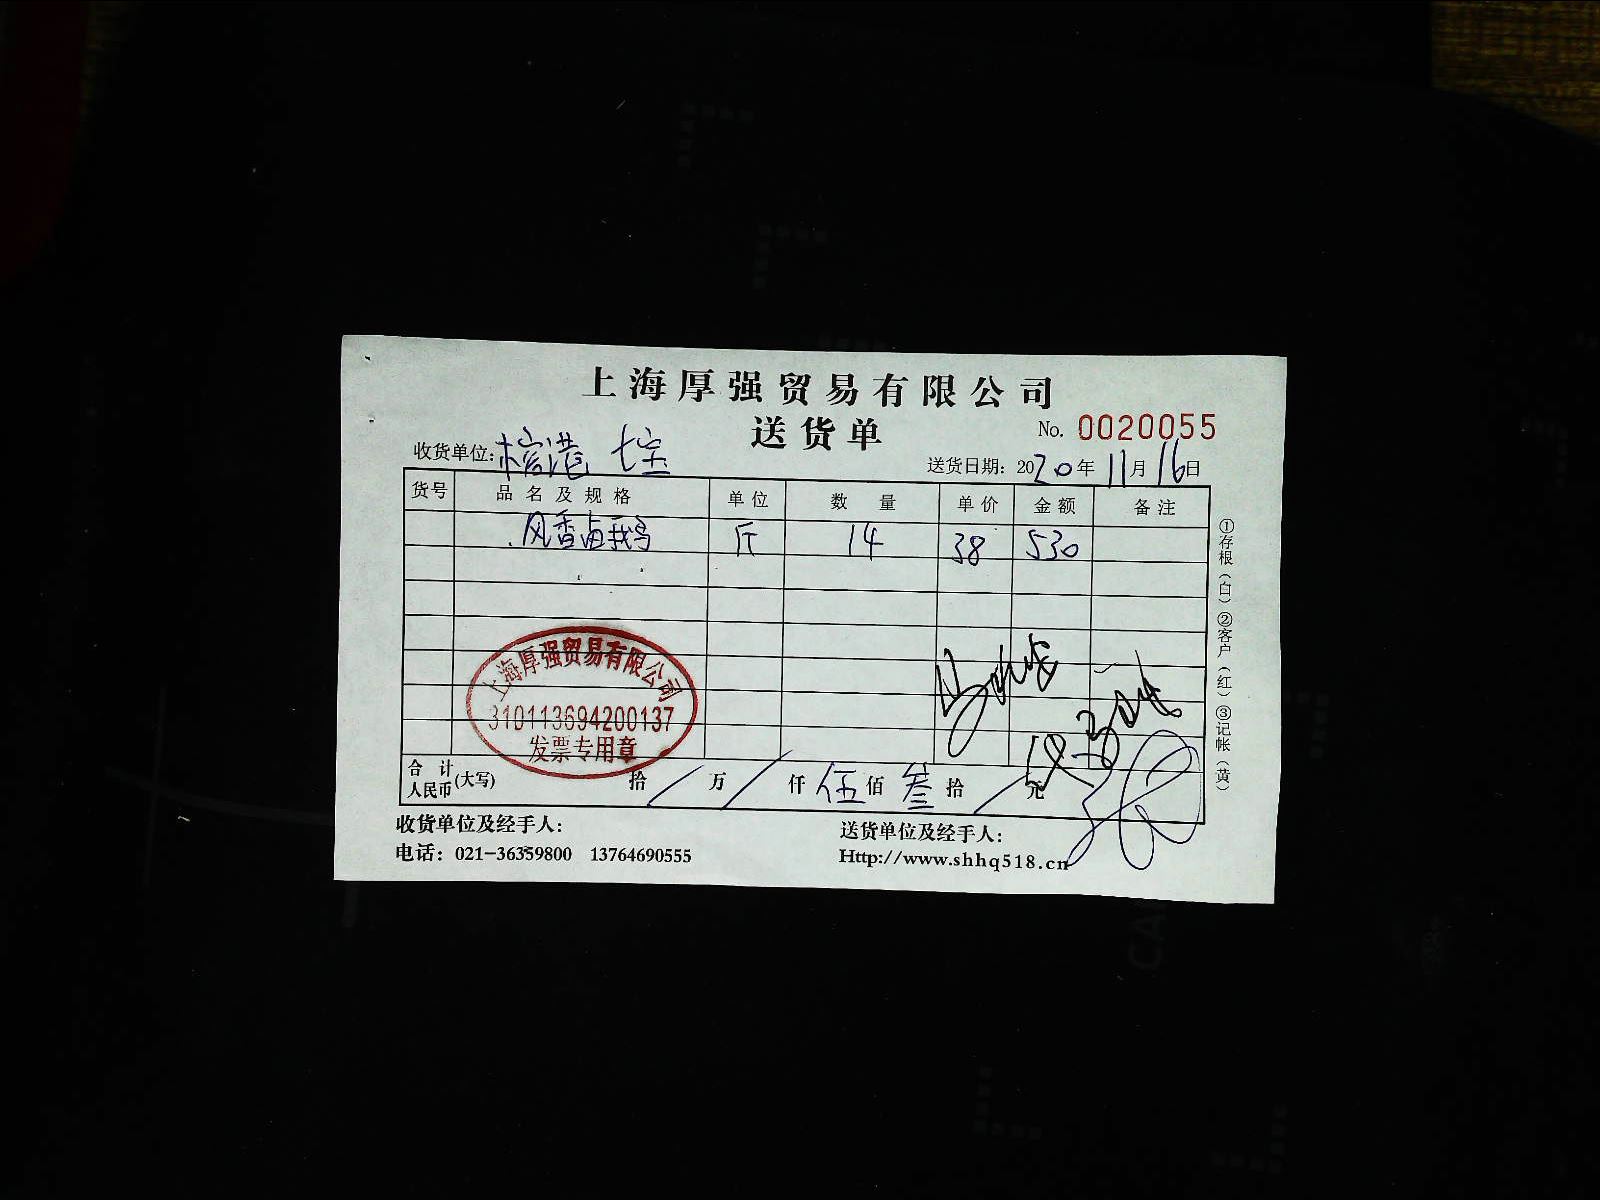 上海厚强贸易有限公司
送货单
No. 0020055
收货单位: 榕港 七宝
送货日期: 2020年11月16日
货号 品名及规格 单位 数量 单价 金额 备注
风香卤鹅 斤 14 38 530
上海厚强贸易有限公司
310113694200137
发票专用章
合计人民币(大写) 拾/万/仟伍佰叁拾/元
收货单位及经手人:
送货单位及经手人:
电话: 021-36359800 13764690555
Http://www.shhq518.cn
①存根(白)②客户(红)③记帐(黄)